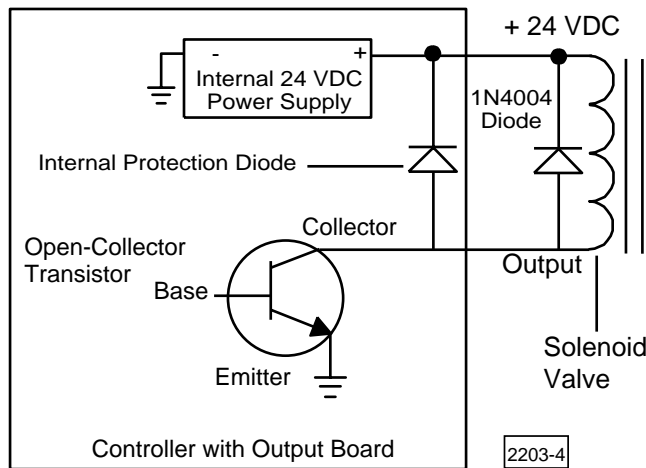 + 24 VDC
- +
Internal 24 VDC
Power Supply
1N4004
Diode
Internal Protection Diode
Collector
Open-Collector
Transistor
Base
Output
Emitter
Solenoid
Valve
Controller with Output Board
2203-4